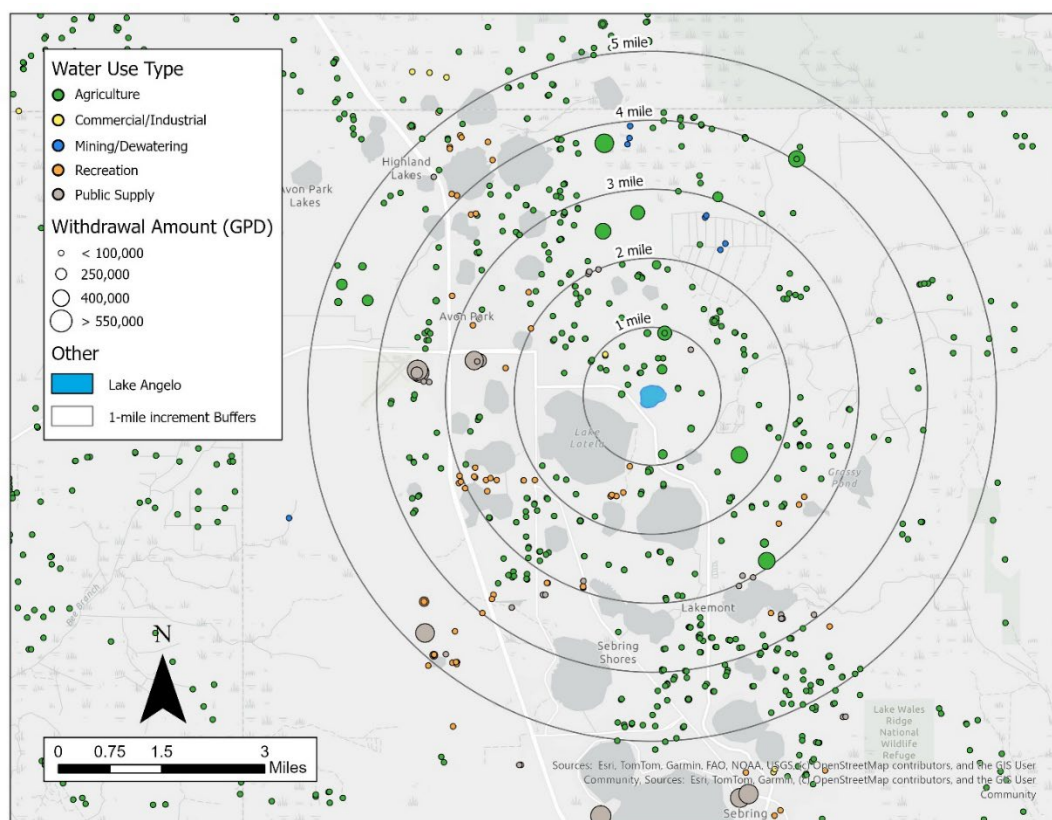 Water Use Type
Agriculture
Commercial/Industrial
Mining/Dewatering
Recreation
Public Supply
Withdrawal Amount (GPD)
< 100,000
250,000
400,000
> 550,000
Other
Lake Angelo
1-mile increment Buffers
5 mile
4 mile
3 mile
2 mile
1 mile
Highland
Lakes
Avon Park
Lakes
Avon Park
Lake
Lotela
Grassy
Pond
Bee Branch
Lakemont
Sebring
Shores
Lake Wales
Ridge
National
Wildlife
Refuge
N
0 0.75 1.5 3
Miles
Sources: Esri, TomTom, Garmin, FAO, NOAA, USGS, (c) OpenStreetMap contributors, and the GIS User
Community, Sources: Esri, TomTom, Garmin, (c) OpenStreetMap contributors, and the GIS User
Community
Sebring